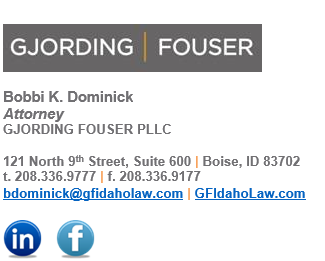 GJORDING | FOUSER
Bobbi K. Dominick
Attorney
GJORDING FOUSER PLLC
121 North 9th Street, Suite 600 | Boise, ID 83702
t. 208.336.9777 | f. 208.336.9177
bdominick@gfidaholaw.com | GFIdahoLaw.com
in f